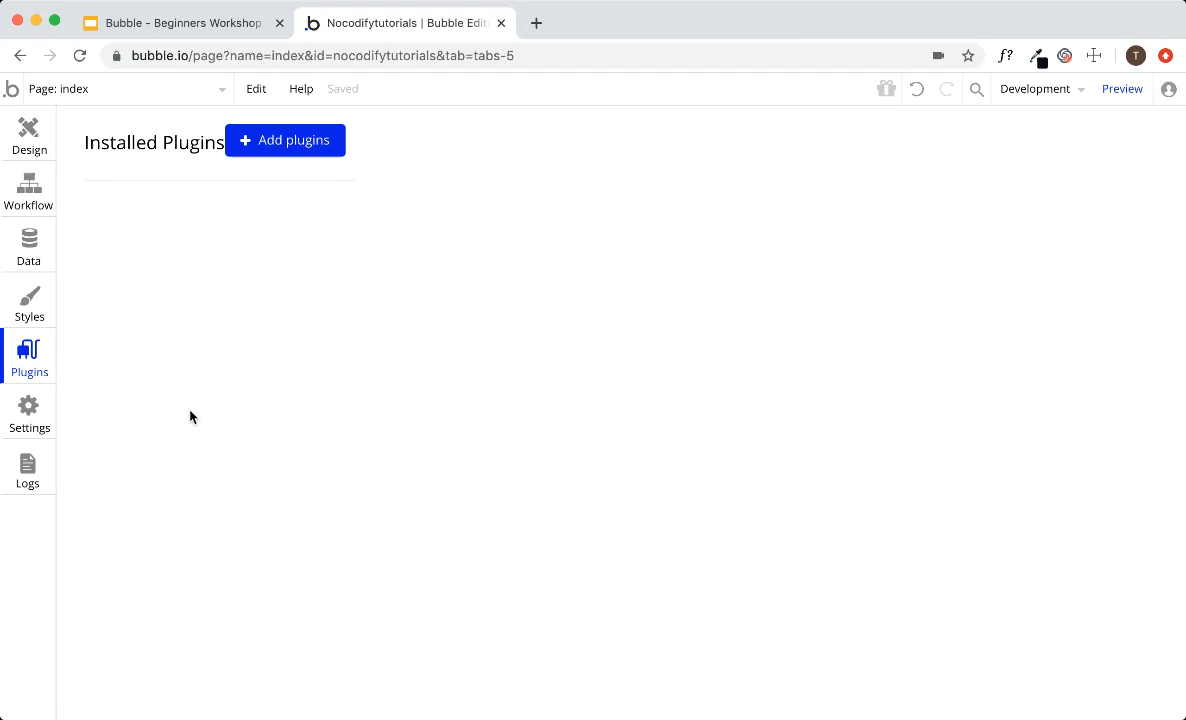 Bubble - Beginners Workshop
Nocodifytutorials | Bubble Edit
bubble.io/page?name=index&id=nocodifytutorials&tab=tabs-5
f?
T
.b
Page: index
Edit
Help
Saved
Development
Preview
Design
Workflow
Data
Styles
Plugins
Settings
Logs
Installed Plugins
+ Add plugins